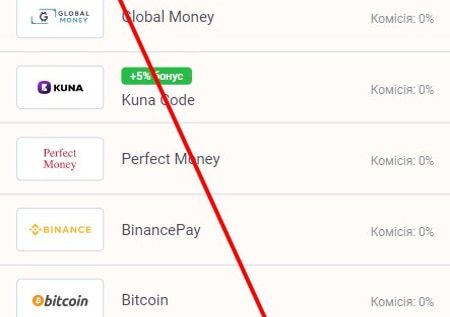 GLOBAL MONEY
Global Money
Комісія: 0%
+5% бонус
KUNA
Kuna Code
Комісія: 0%
Perfect
Money
Perfect Money
Комісія: 0%
BINANCE
BinancePay
Комісія: 0%
bitcoin
Bitcoin
Комісія: 0%